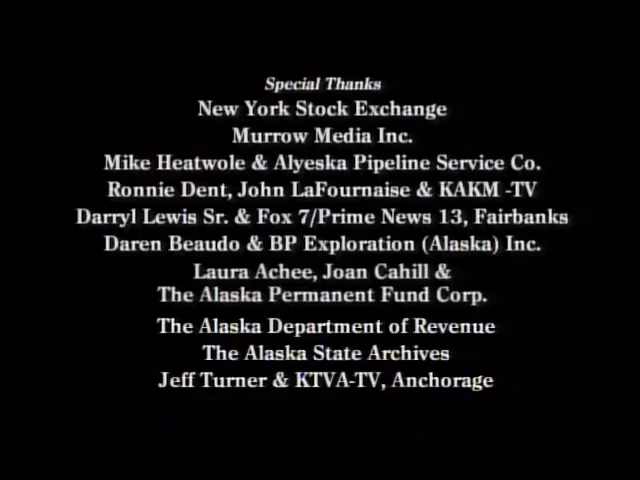 Special Thanks
New York Stock Exchange
Murrow Media Inc.
Mike Heatwole & Alyeska Pipeline Service Co.
Ronnie Dent, John LaFournaise & KAKM -TV
Darryl Lewis Sr. & Fox 7/Prime News 13, Fairbanks
Daren Beaudo & BP Exploration (Alaska) Inc.
Laura Achee, Joan Cahill &
The Alaska Permanent Fund Corp.
The Alaska Department of Revenue
The Alaska State Archives
Jeff Turner & KTVA-TV, Anchorage